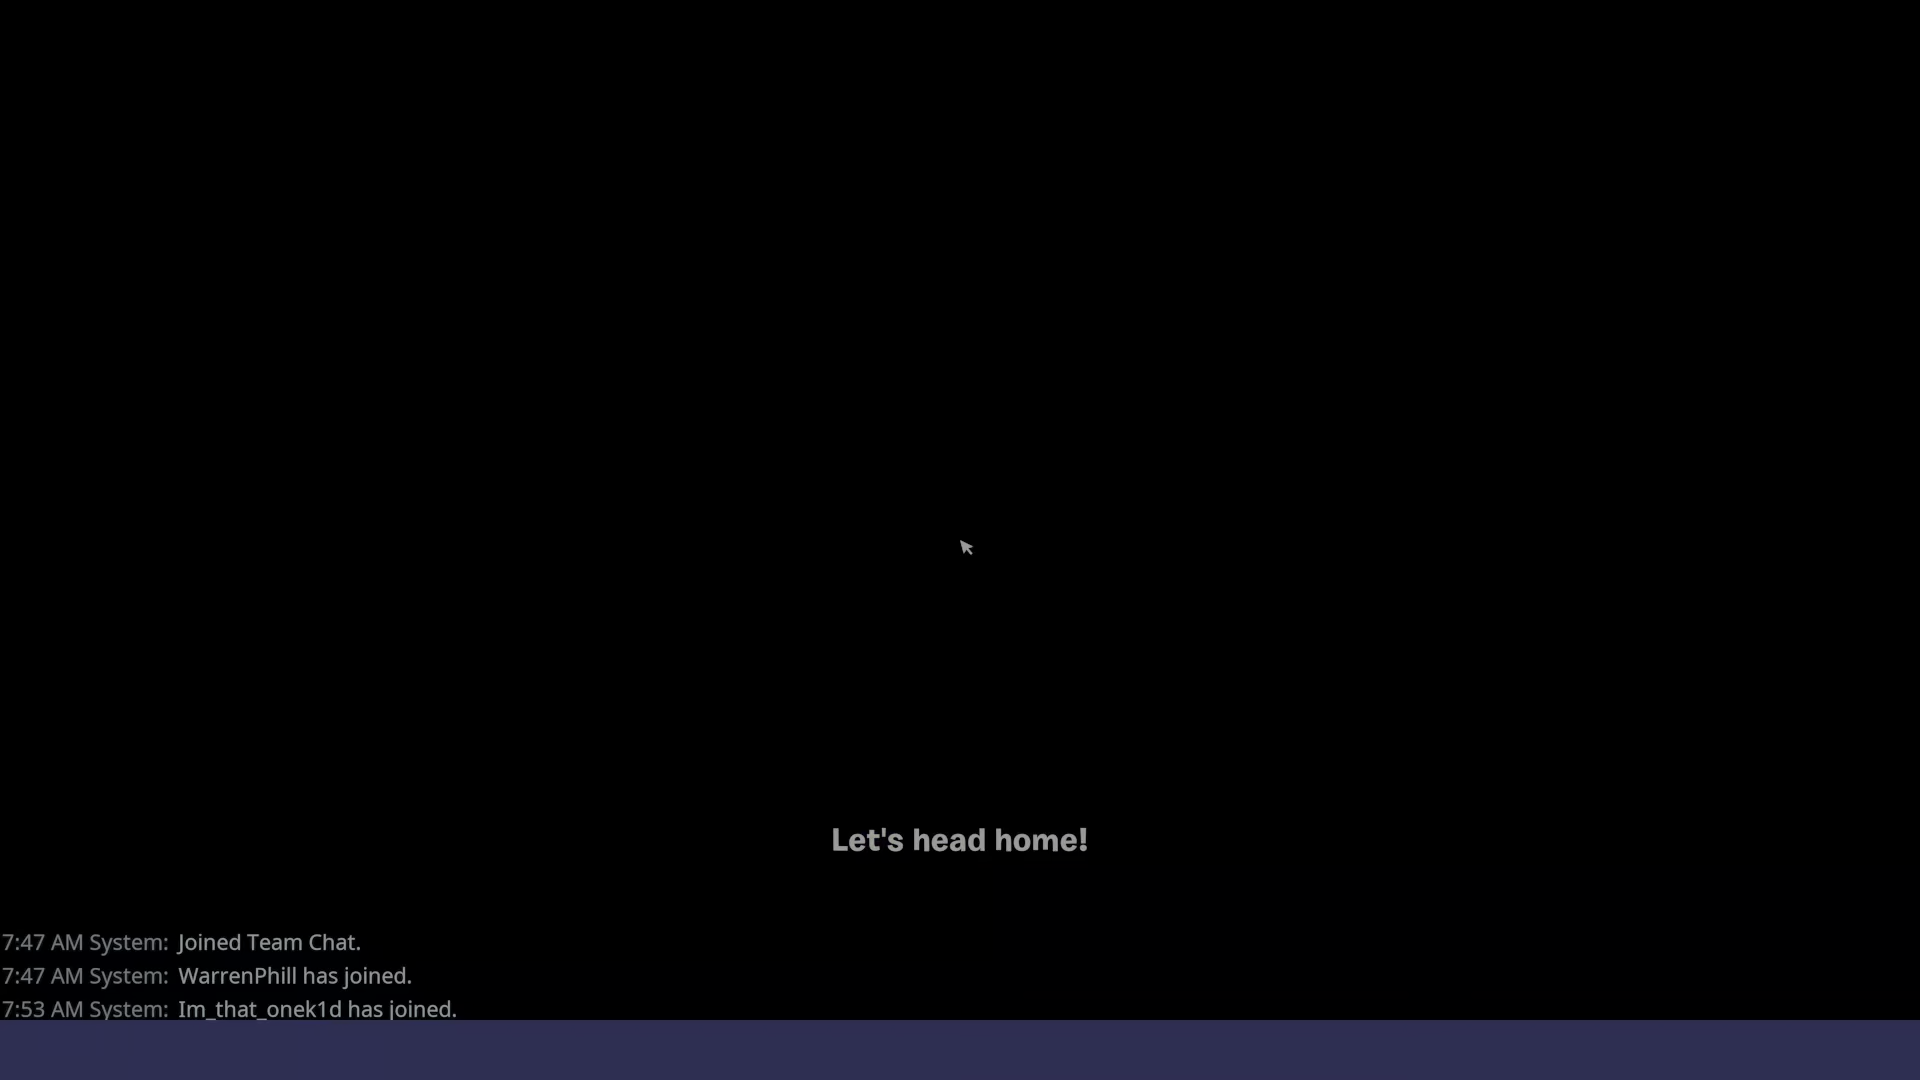 Let's head home!
7:47 AM System: Joined Team Chat.
7:47 AM System: WarrenPhill has joined.
7:53 AM System: Im_that_onek1d has joined.